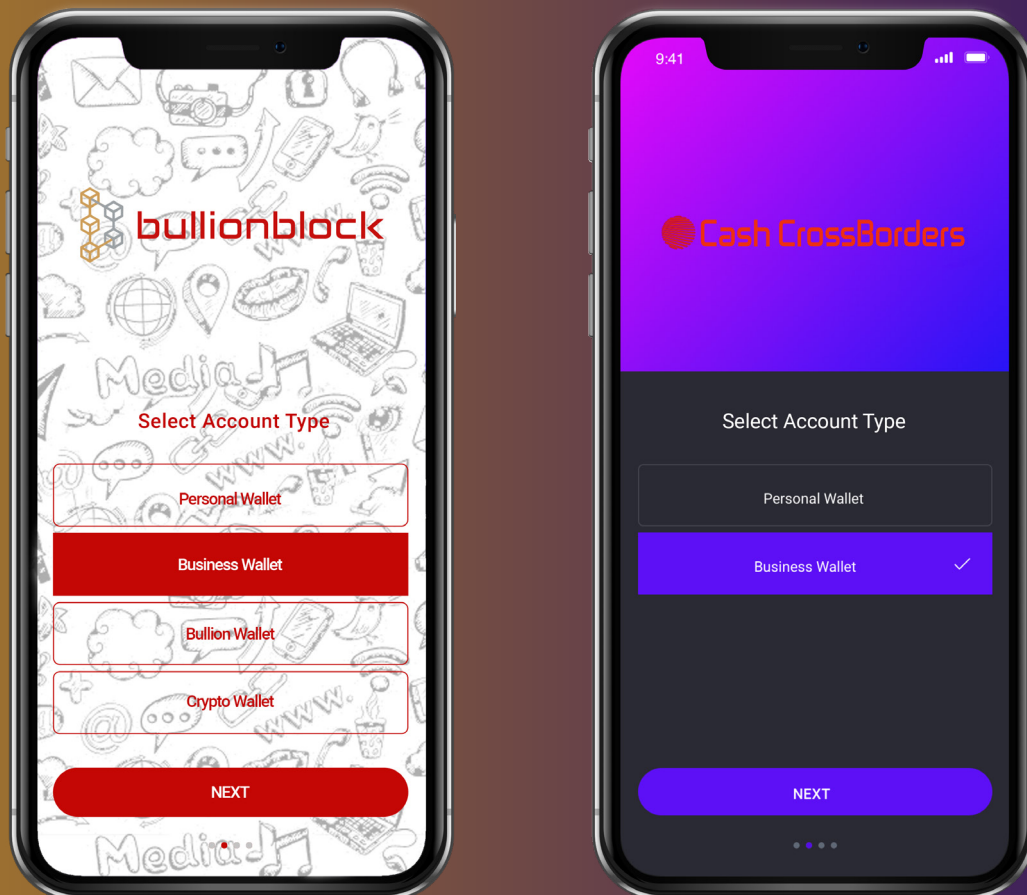 bullionblock
Media
Select Account Type
www.
@
Personal Wallet
Business Wallet
Bullion Wallet
Crypto Wallet
@
www.
NEXT
Media
9:41
Cash CrossBorders
Select Account Type
Personal Wallet
Business Wallet
NEXT